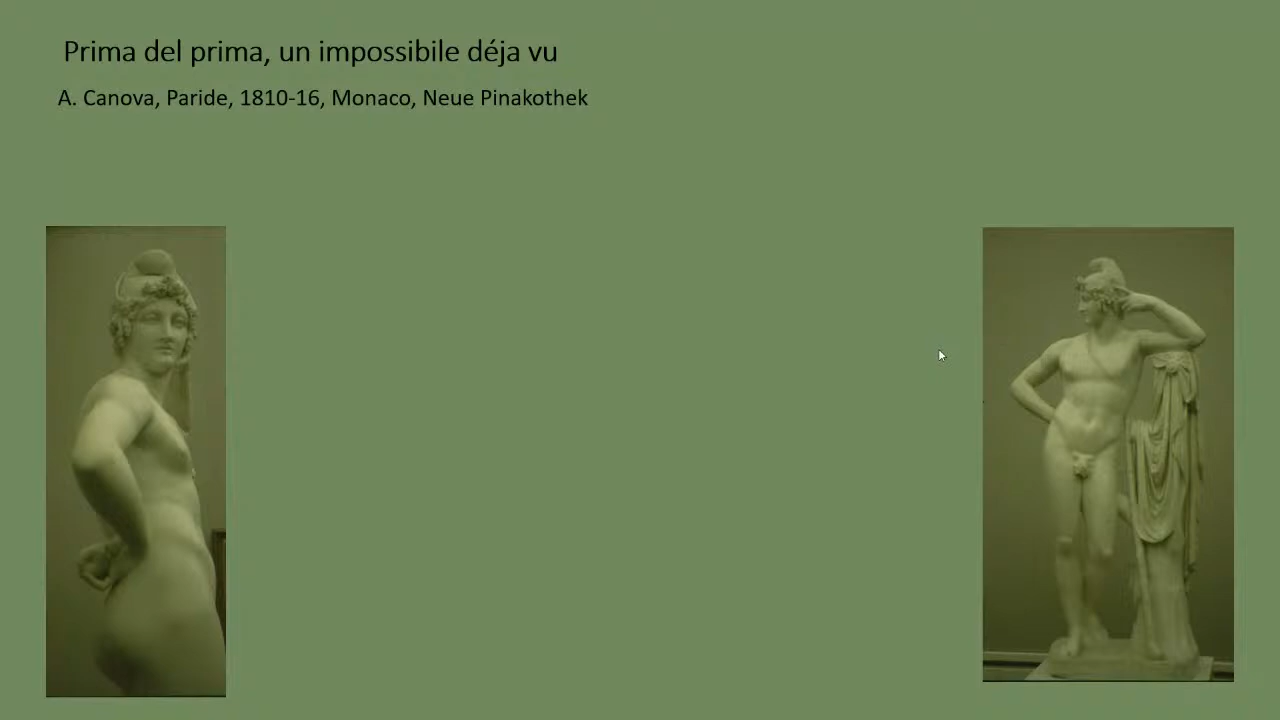 Prima del prima, un impossibile déja vu
A. Canova, Paride, 1810-16, Monaco, Neue Pinakothek